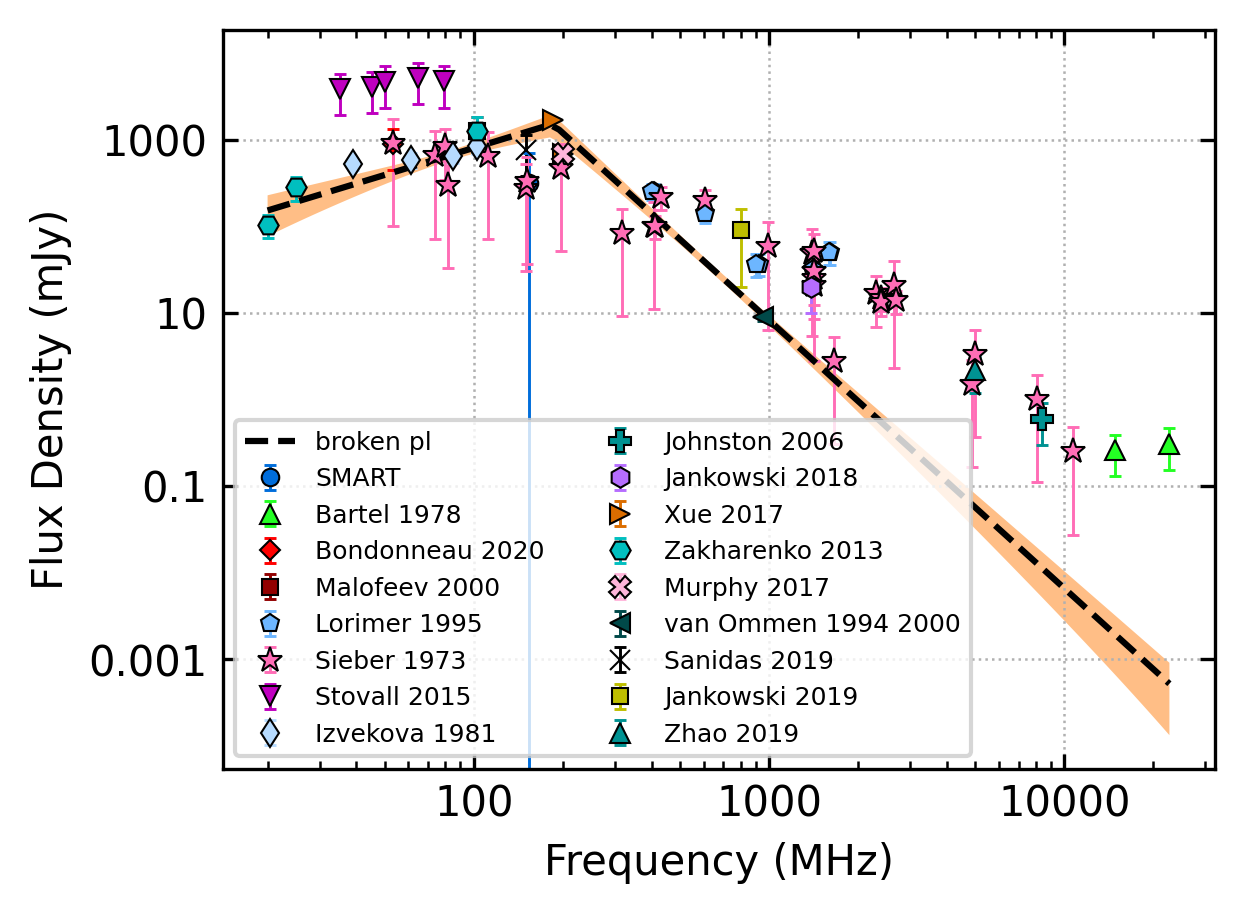 Flux Density (mJy)
1000
10
0.1
0.001
broken pl
SMART
Bartel 1978
Bondonneau 2020
Malofeev 2000
Lorimer 1995
Sieber 1973
Stovall 2015
Izvekova 1981
Johnston 2006
Jankowski 2018
Xue 2017
Zakharenko 2013
Murphy 2017
van Ommen 1994 2000
Sanidas 2019
Jankowski 2019
Zhao 2019
100
1000
10000
Frequency (MHz)